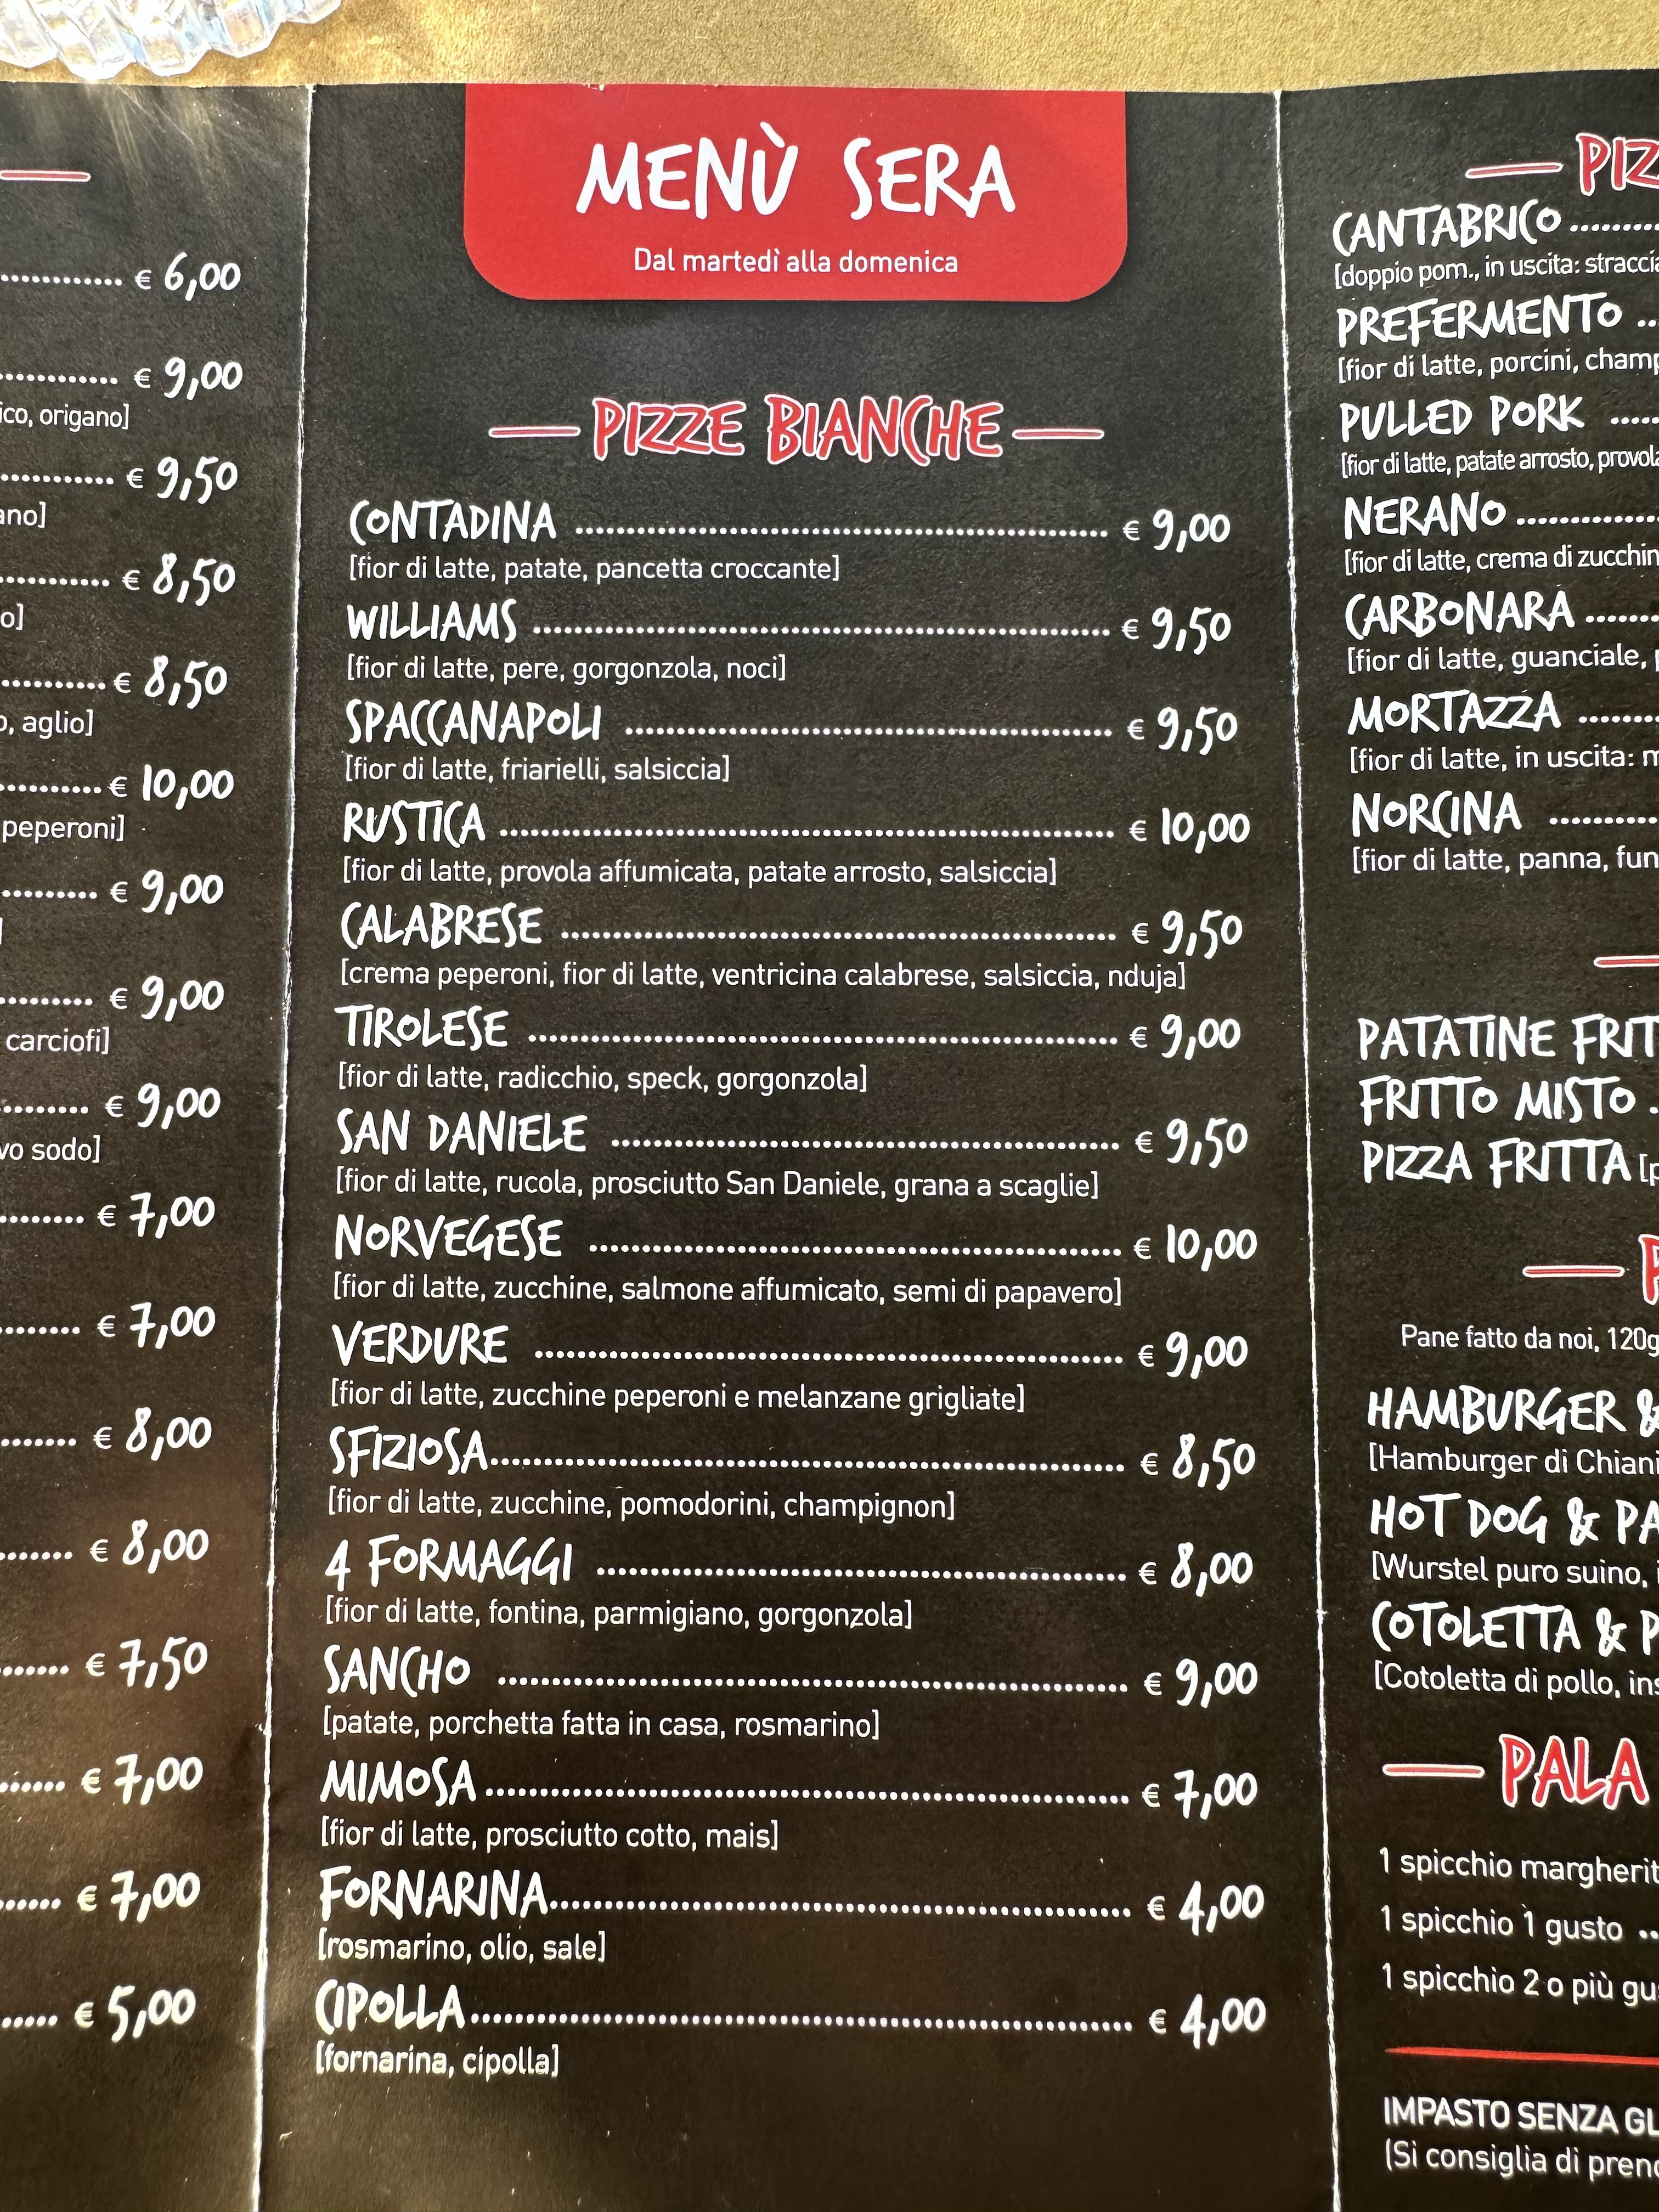 € 6,00
€ 9,00
origano]
€ 9,50
€ 8,50
€ 8,50
aglio]
€ 10,00
peperoni]
€ 9,00
€ 9,00
carciofi]
€ 9,00
sodo]
€ 7,00
€ 7,00
€ 8,00
€ 8,00
€ 7,50
€ 7,00
€ 7,00
€ 5,00
MENÙ SERA
Dal martedì alla domenica
PIZZE BIANCHE
CONTADINA € 9,00
[fior di latte, patate, pancetta croccante]
WILLIAMS € 9,50
[fior di latte, pere, gorgonzola, noci]
SPACCANAPOLI € 9,50
[fior di latte, friarielli, salsiccia]
RUSTICA € 10,00
[fior di latte, provola affumicata, patate arrosto, salsiccia]
CALABRESE € 9,50
[crema peperoni, fior di latte, ventricina calabrese, salsiccia, nduja]
TIROLESE € 9,00
[fior di latte, radicchio, speck, gorgonzola]
SAN DANIELE € 9,50
[fior di latte, rucola, prosciutto San Daniele, grana a scaglie]
NORVEGESE € 10,00
[fior di latte, zucchine, salmone affumicato, semi di papavero]
VERDURE € 9,00
[fior di latte, zucchine peperoni e melanzane grigliate]
SFIZIOSA € 8,50
[fior di latte, zucchine, pomodorini, champignon]
4 FORMAGGI € 8,00
[fior di latte, fontina, parmigiano, gorgonzola]
SANCHO € 9,00
[patate, porchetta fatta in casa, rosmarino]
MIMOSA € 7,00
[fior di latte, prosciutto cotto, mais]
FORNARINA € 4,00
[rosmarino, olio, sale]
CIPOLLA € 4,00
[fornarina, cipolla]
CANTABRICO
[doppio pom., in uscita:
PREFERMENTO
[fior di latte, porcini,
PULLED PORK
[fior di latte, patate arrosto,
NERANO
[fior di latte, crema di
CARBONARA
[fior di latte, guanciale,
MORTAZZA
[fior di latte, in uscita:
NORCINA
[fior di latte, panna,
PATATINE
FRITTO MISTO
PIZZA FRITTA
Pane fatto da noi, 120g
HAMBURGER &
[Hamburger di
HOT DOG &
[Wurstel puro suino,
COTOLETTA &
[Cotoletta di pollo,
PALA
1 spicchio
1 spicchio 1 gusto
1 spicchio 2 o più
IMPASTO SENZA
(Si consiglia di